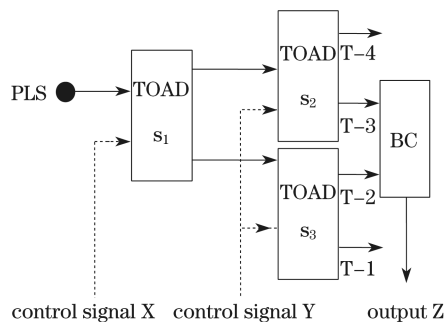 TOAD
T-4
PLS
TOAD
s2
T-3
s1
BC
TOAD
T-2
s3
T-1
control signal X
control signal Y
output Z